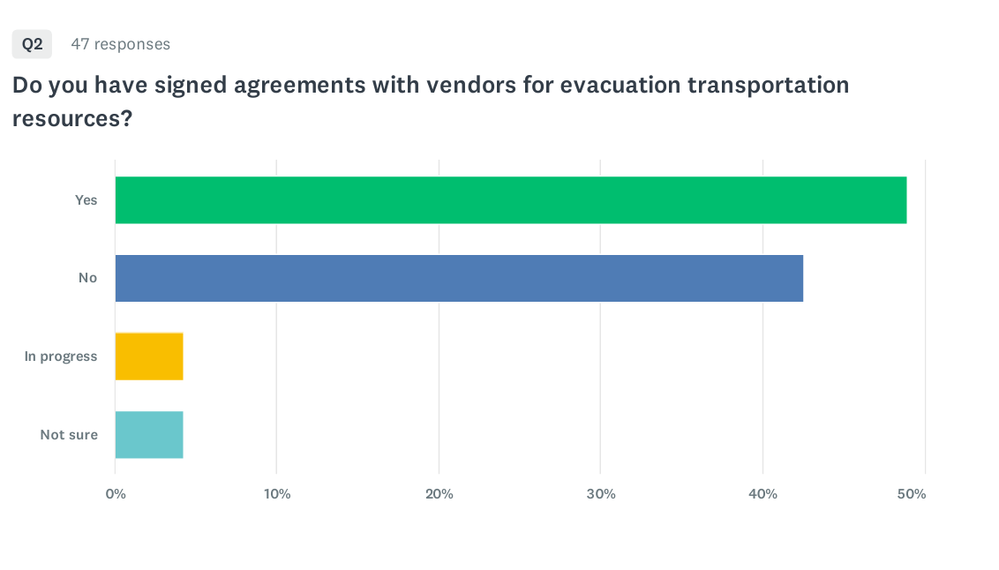 Q2 47 responses
Do you have signed agreements with vendors for evacuation transportation
resources?
Yes
No
In progress
Not sure
0% 10% 20% 30% 40% 50%